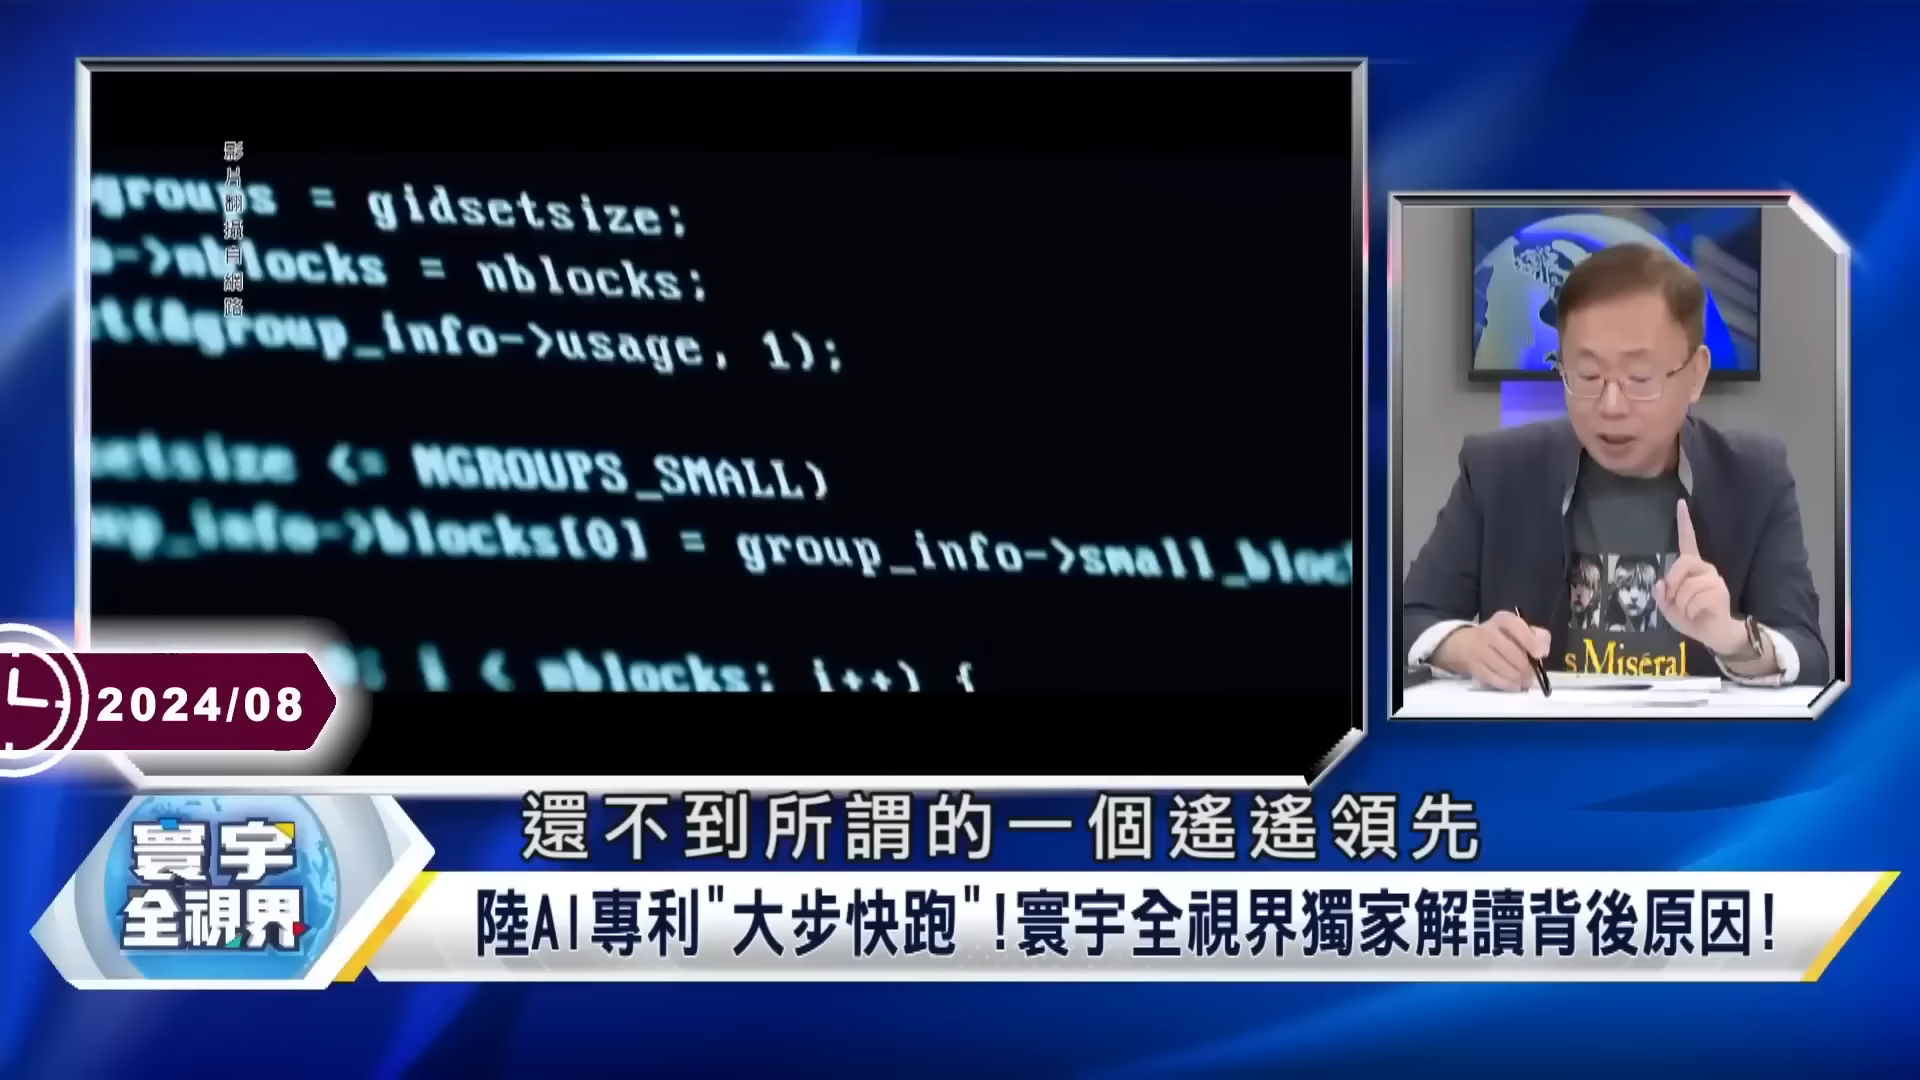 影片翻攝自網路
groups = gidsetsize;
->nblocks = nblocks;
t(&group_info->usage, 1);
setsize <= NGROUPS_SMALL)
up_info->blocks[0] = group_info->small_block
i < nblocks; i++) {
s Miséral
2024/08
還不到所謂的一個遙遙領先
寰宇
全視界
陸AI專利"大步快跑"!寰宇全視界獨家解讀背後原因!